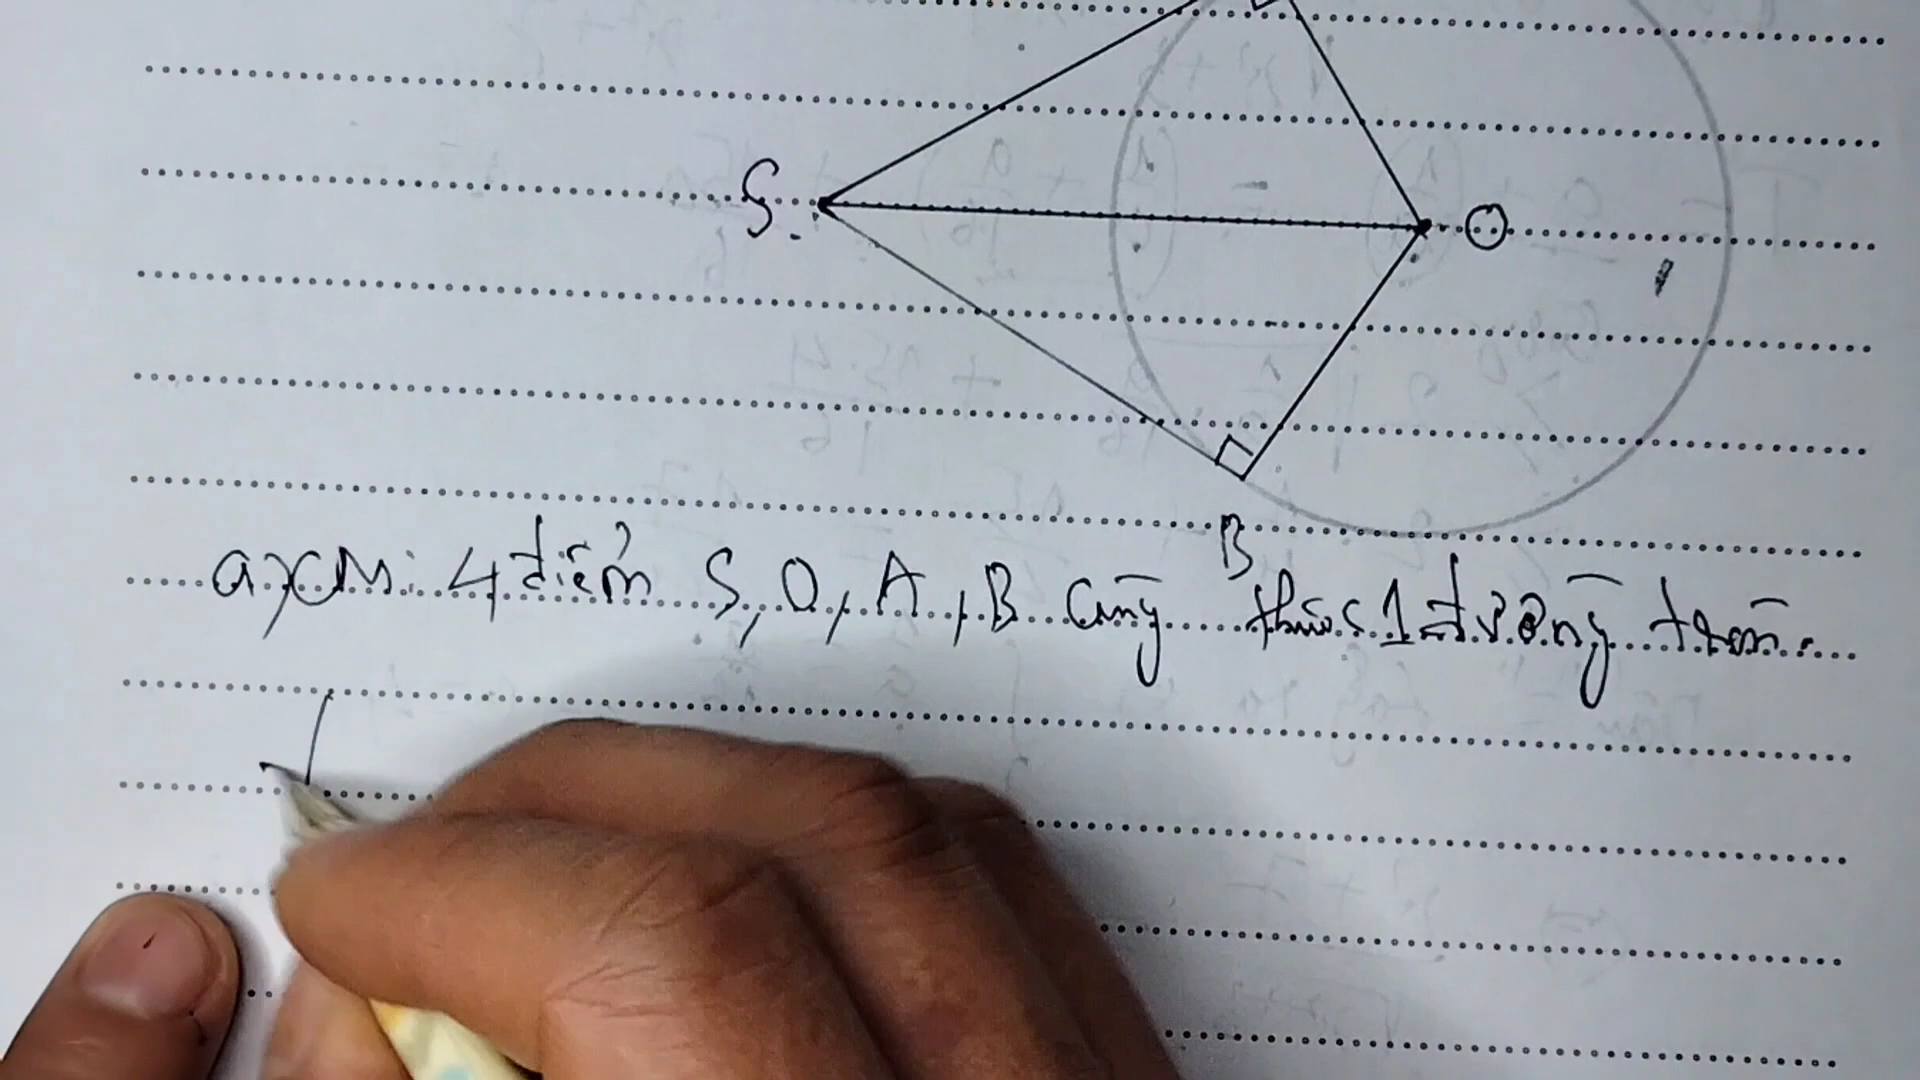 S
O
B
a, CM: 4 điểm S, O, A, B cùng thuộc 1 đường tròn.